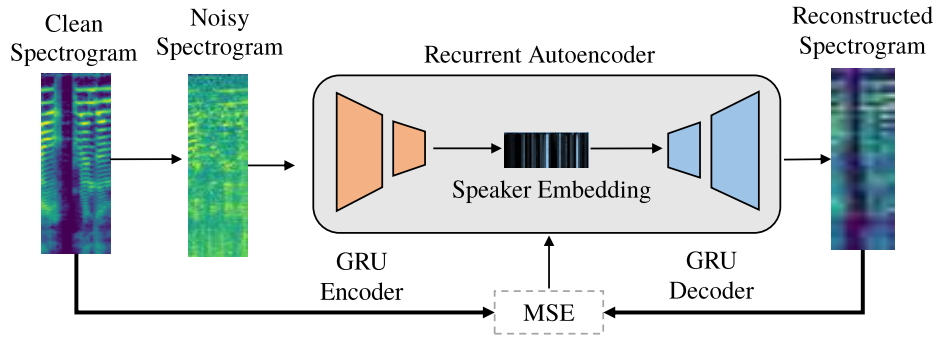 Clean
Spectrogram
Noisy
Spectrogram
Recurrent Autoencoder
Reconstructed
Spectrogram
Speaker Embedding
GRU
Encoder
GRU
Decoder
MSE